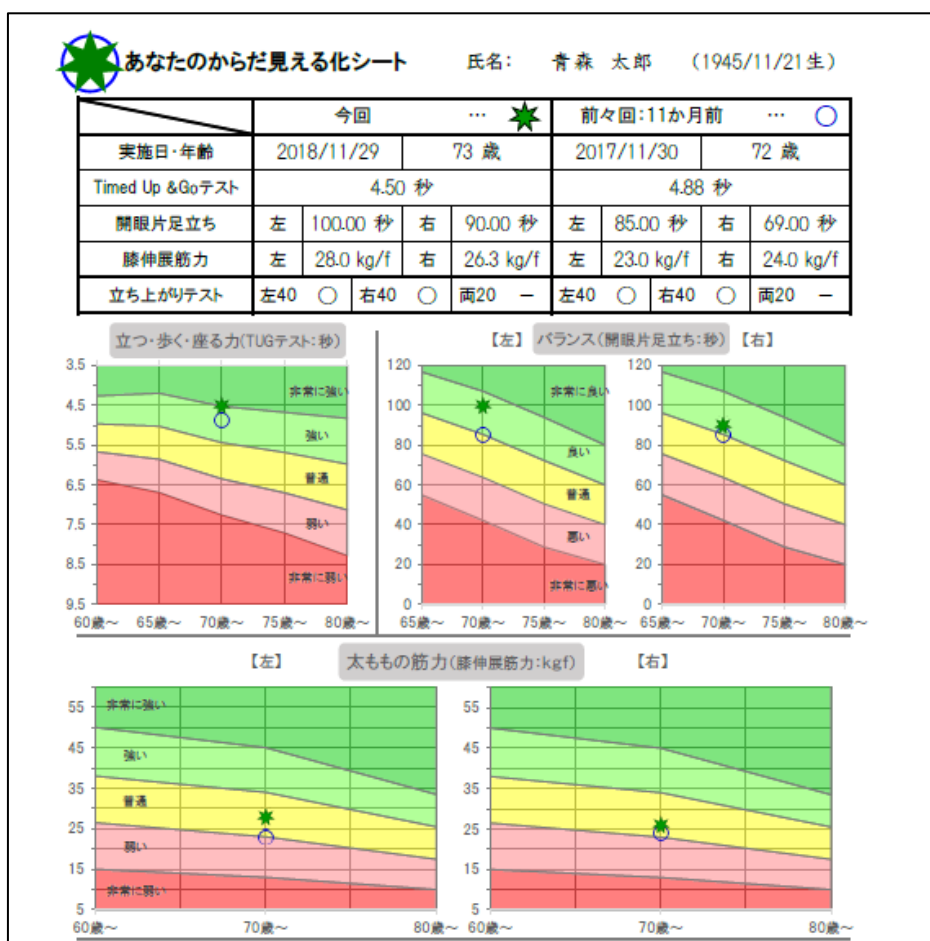 あなたのからだ見える化シート 氏名: 青森 太郎 (1945/11/21生)
今回 … 前々回:11か月前 … ○
実施日・年齢 2018/11/29 73 歳 2017/11/30 72 歳
Timed Up &Goテスト 4.50 秒 4.88 秒
開眼片足立ち 左 100.00 秒 右 90.00 秒 左 85.00 秒 右 69.00 秒
膝伸展筋力 左 28.0 kg/f 右 26.3 kg/f 左 23.0 kg/f 右 24.0 kg/f
立ち上がりテスト 左40 ○ 右40 ○ 両20 － 左40 ○ 右40 ○ 両20 －
立つ・歩く・座る力(TUGテスト:秒)
3.5
4.5
5.5
6.5
7.5
8.5
9.5
非常に強い
強い
普通
弱い
非常に弱い
60歳～ 65歳～ 70歳～ 75歳～ 80歳～
【左】 バランス(開眼片足立ち:秒) 【右】
120
100
80
60
40
20
0
非常に良い
良い
普通
悪い
非常に悪い
65歳～ 70歳～ 75歳～ 80歳～
120
100
80
60
40
20
0
65歳～ 70歳～ 75歳～ 80歳～
【左】 太ももの筋力(膝伸展筋力:kgf) 【右】
55
45
35
25
15
5
非常に強い
強い
普通
弱い
非常に弱い
60歳～ 70歳～ 80歳～
55
45
35
25
15
5
60歳～ 70歳～ 80歳～